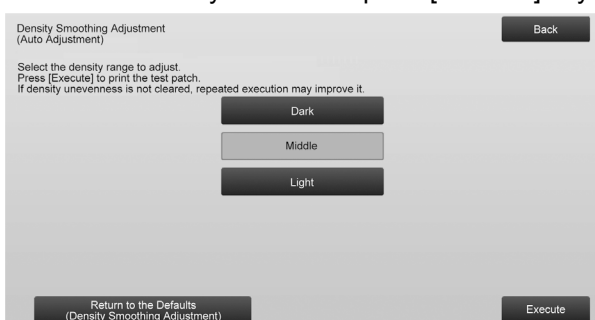 Density Smoothing Adjustment
(Auto Adjustment)
Back
Select the density range to adjust.
Press [Execute] to print the test patch.
If density unevenness is not cleared, repeated execution may improve it.
Dark
Middle
Light
Return to the Defaults
(Density Smoothing Adjustment)
Execute